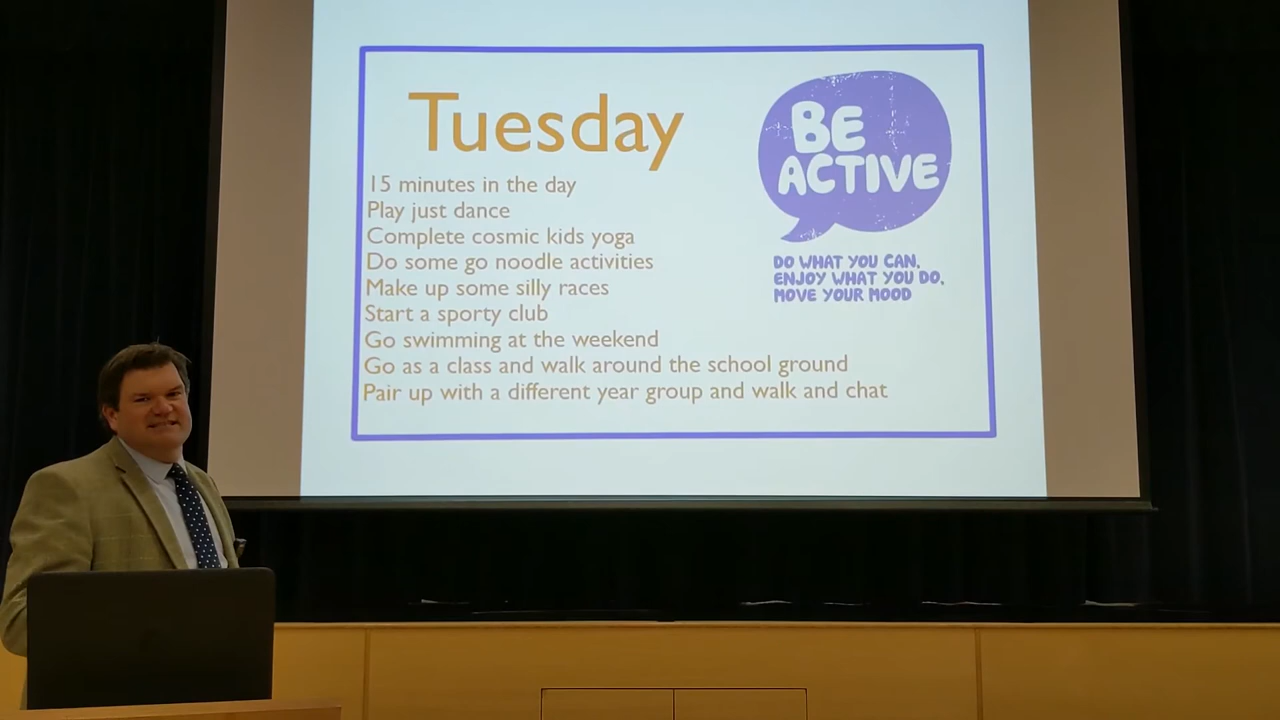 Tuesday
15 minutes in the day
Play just dance
Complete cosmic kids yoga
Do some go noodle activities
Make up some silly races
Start a sporty club
Go swimming at the weekend
Go as a class and walk around the school ground
Pair up with a different year group and walk and chat
BE
ACTIVE
DO WHAT YOU CAN,
ENJOY WHAT YOU DO,
MOVE YOUR MOOD